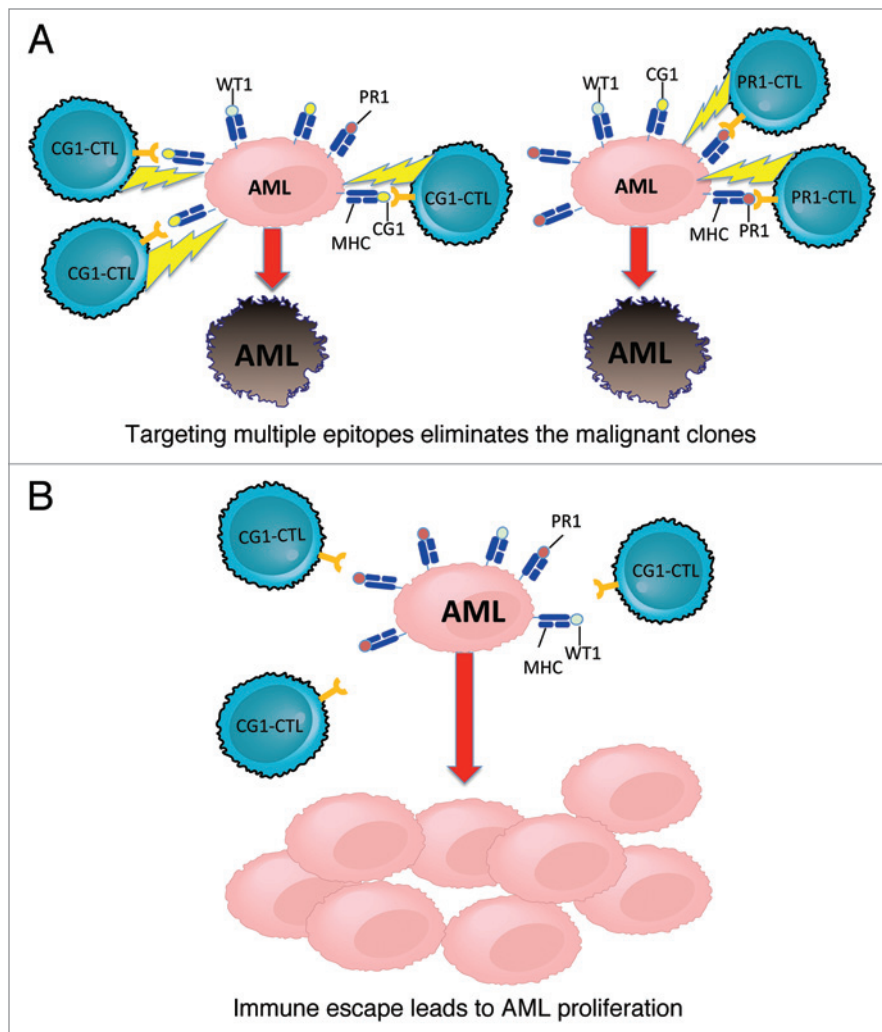 A
WT1
PR1
CG1-CTL
AML
CG1-CTL
MHC
CG1
CG1-CTL
AML
WT1
CG1
PR1-CTL
AML
PR1-CTL
MHC
PR1
AML
Targeting multiple epitopes eliminates the malignant clones
B
CG1-CTL
PR1
CG1-CTL
AML
MHC
WT1
CG1-CTL
Immune escape leads to AML proliferation